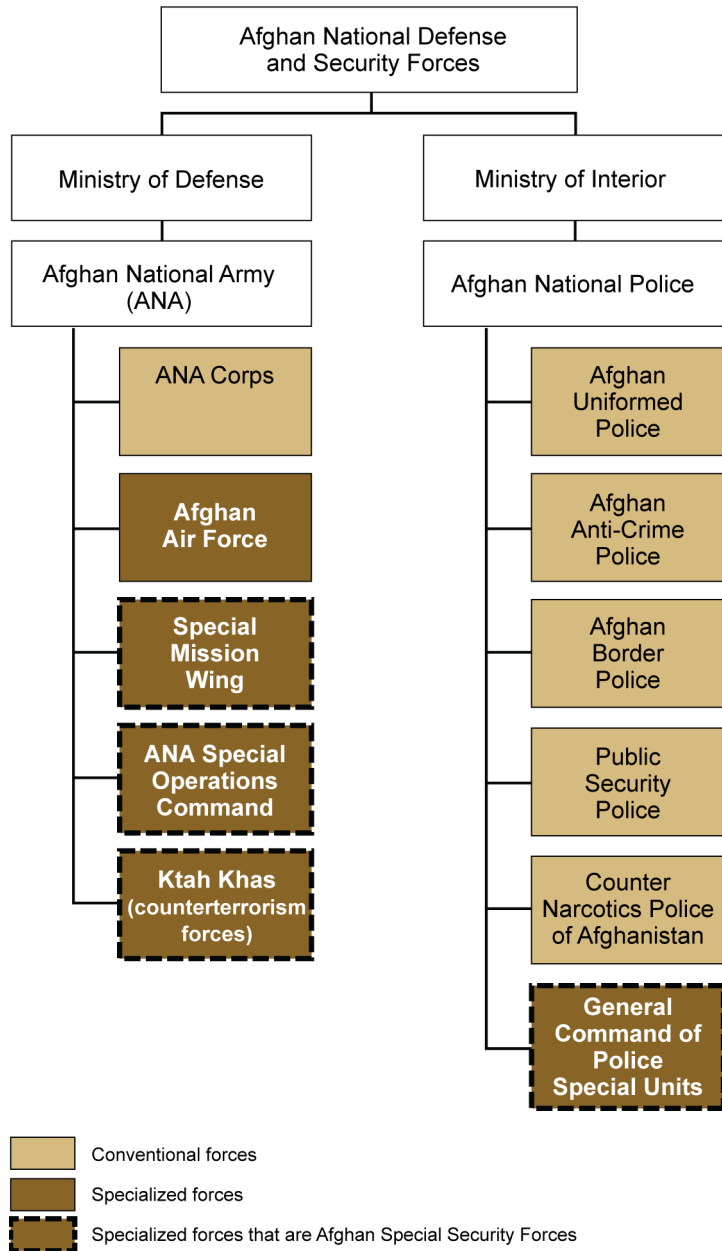 Afghan National Defense
and Security Forces
Ministry of Defense
Ministry of Interior
Afghan National Army
(ANA)
Afghan National Police
ANA Corps
Afghan
Air Force
Special
Mission
Wing
ANA Special
Operations
Command
Ktah Khas
(counterterrorism
forces)
Afghan
Uniformed
Police
Afghan
Anti-Crime
Police
Afghan
Border
Police
Public
Security
Police
Counter
Narcotics Police
of Afghanistan
General
Command of
Police
Special Units
Conventional forces
Specialized forces
Specialized forces that are Afghan Special Security Forces